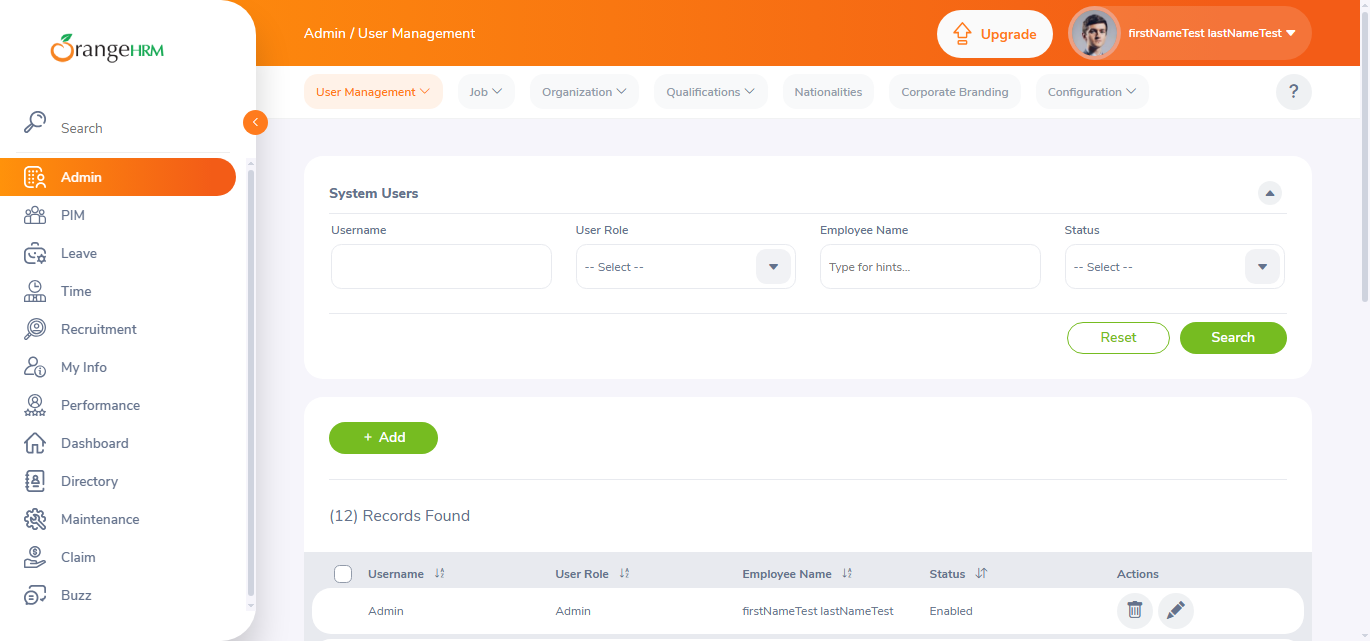 OrangeHRM
Admin / User Management
Upgrade
firstNameTest lastNameTest
User Management
Job
Organization
Qualifications
Nationalities
Corporate Branding
Configuration
?
Search
Admin
PIM
Leave
Time
Recruitment
My Info
Performance
Dashboard
Directory
Maintenance
Claim
Buzz
System Users
Username
User Role
Employee Name
Status
-- Select --
Type for hints...
-- Select --
Reset
Search
+ Add
(12) Records Found
Username
User Role
Employee Name
Status
Actions
Admin
Admin
firstNameTest lastNameTest
Enabled